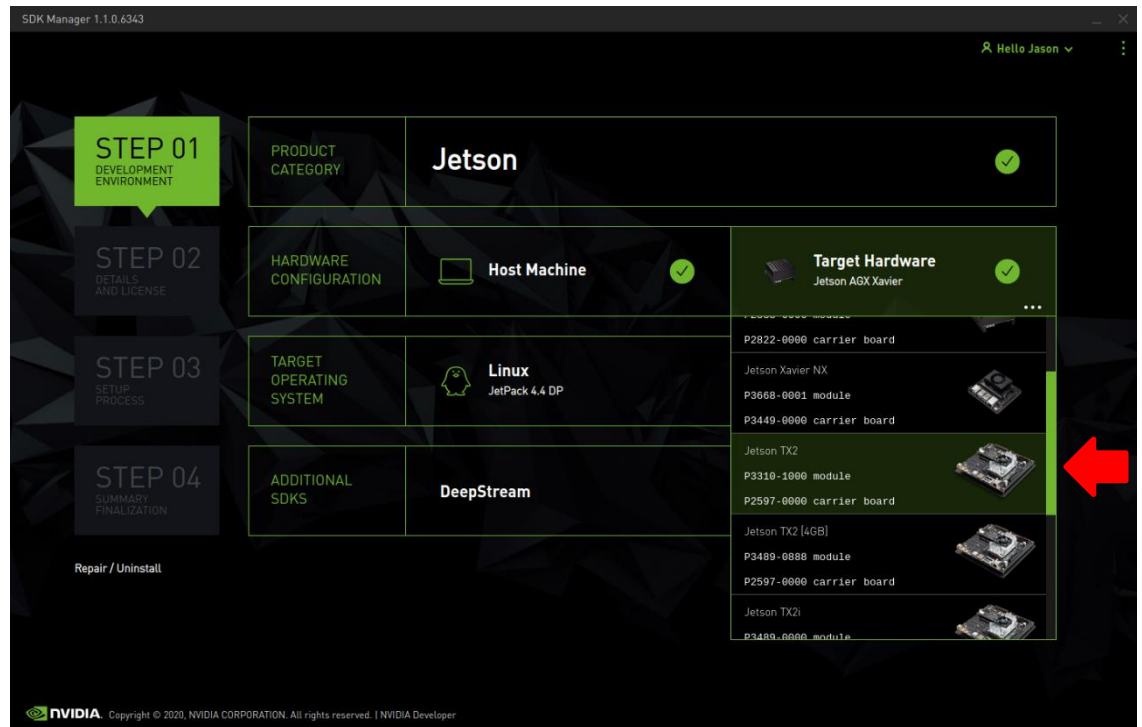 SDK Manager 1.1.0.6343
Hello Jason
STEP 01
DEVELOPMENT
ENVIRONMENT
PRODUCT
CATEGORY
Jetson
STEP 02
DETAILS
AND LICENSE
HARDWARE
CONFIGURATION
Host Machine
Target Hardware
Jetson AGX Xavier
P2822-0000 carrier board
Jetson Xavier NX
P3668-0001 module
P3449-0000 carrier board
Jetson TX2
P3310-1000 module
P2597-0000 carrier board
Jetson TX2 [4GB]
P3489-0888 module
P2597-0000 carrier board
Jetson TX2i
P3489-0000 module
STEP 03
SETUP
PROCESS
TARGET
OPERATING
SYSTEM
Linux
JetPack 4.4 DP
STEP 04
SUMMARY
FINALIZATION
ADDITIONAL
SDKS
DeepStream
Repair / Uninstall
NVIDIA. Copyright © 2020, NVIDIA CORPORATION. All rights reserved. | NVIDIA Developer